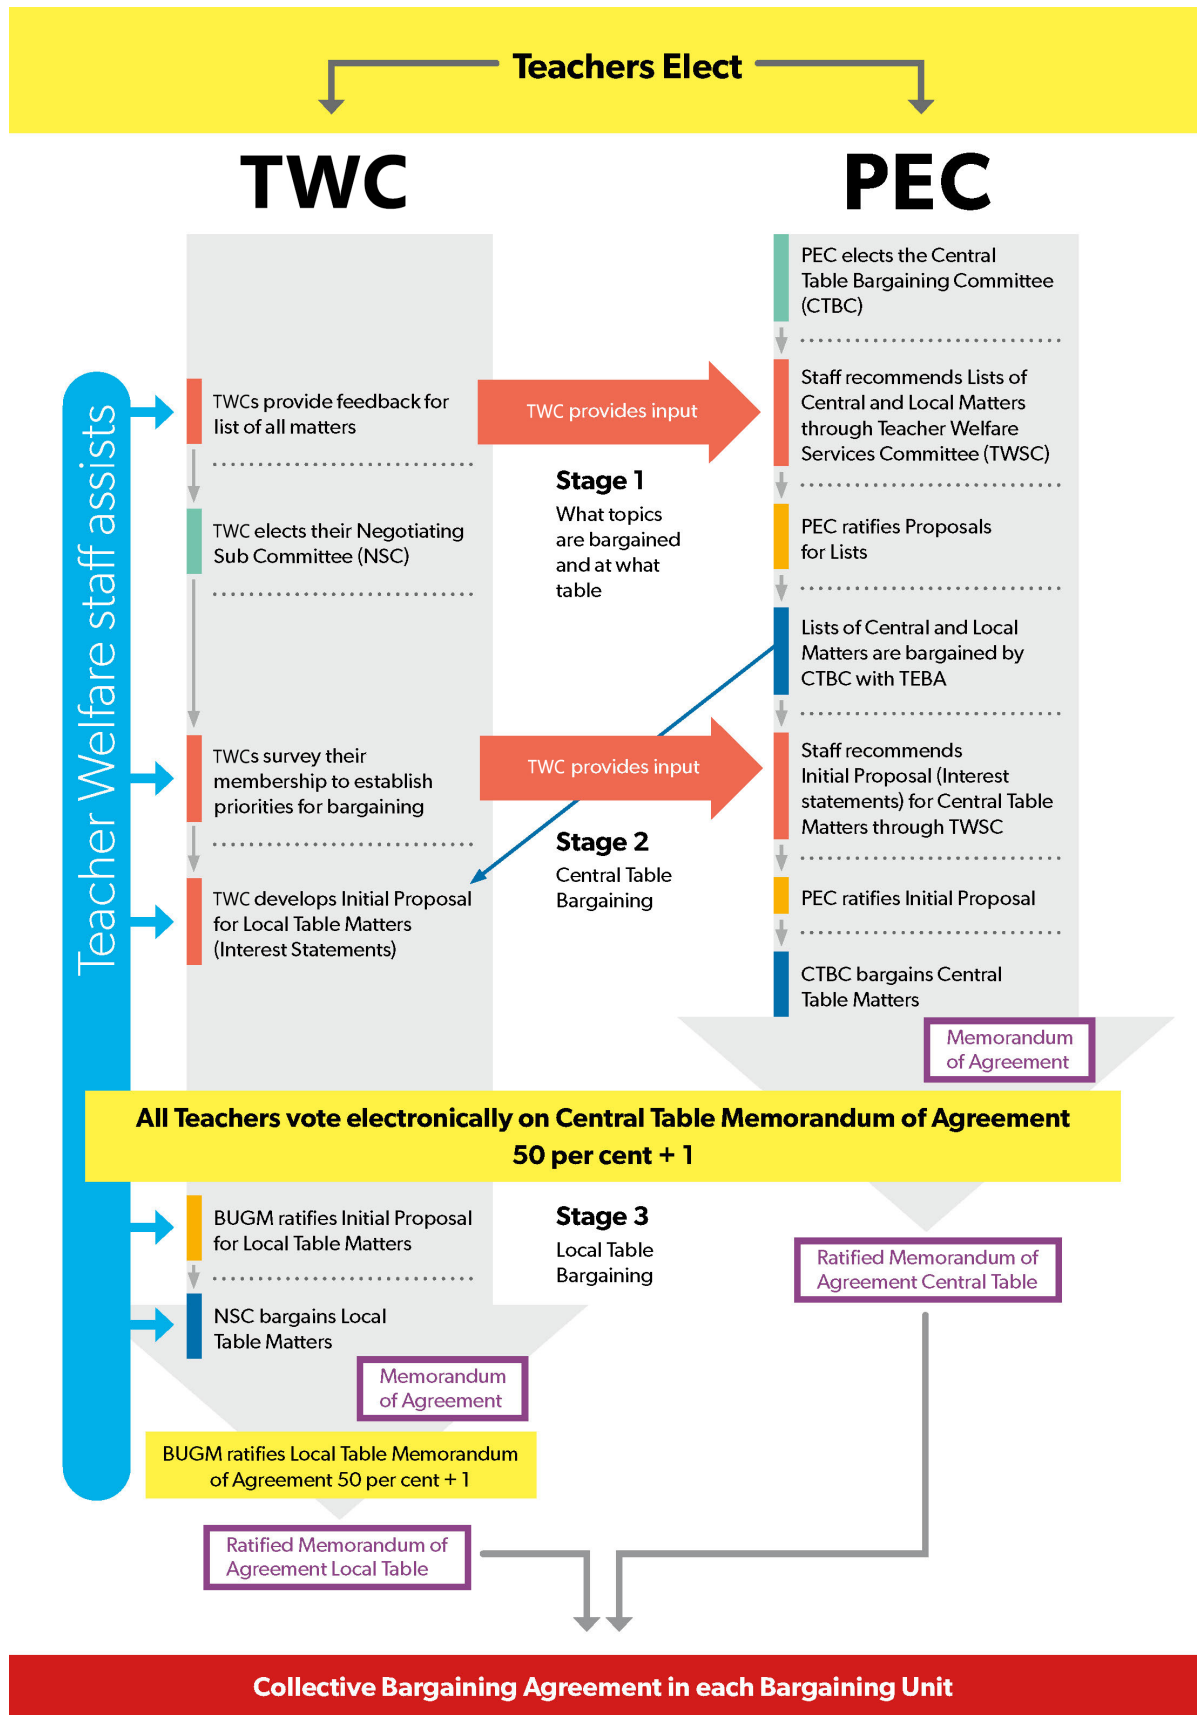 Teachers Elect
TWC
PEC
PEC elects the Central
Table Bargaining Committee
(CTBC)
Teacher Welfare staff assists
TWCs provide feedback for
list of all matters
TWC provides input
Staff recommends Lists of
Central and Local Matters
through Teacher Welfare
Services Committee (TWSC)
Stage 1
What topics
are bargained
and at what
table
TWC elects their Negotiating
Sub Committee (NSC)
PEC ratifies Proposals
for Lists
Lists of Central and Local
Matters are bargained by
CTBC with TEBA
TWCs survey their
membership to establish
priorities for bargaining
TWC provides input
Staff recommends
Initial Proposal (Interest
statements) for Central Table
Matters through TWSC
Stage 2
Central Table
Bargaining
TWC develops Initial Proposal
for Local Table Matters
(Interest Statements)
PEC ratifies Initial Proposal
CTBC bargains Central
Table Matters
Memorandum
of Agreement
All Teachers vote electronically on Central Table Memorandum of Agreement
50 per cent + 1
BUGM ratifies Initial Proposal
for Local Table Matters
Stage 3
Local Table
Bargaining
Ratified Memorandum of
Agreement Central Table
NSC bargains Local
Table Matters
Memorandum
of Agreement
BUGM ratifies Local Table Memorandum
of Agreement 50 per cent + 1
Ratified Memorandum of
Agreement Local Table
Collective Bargaining Agreement in each Bargaining Unit